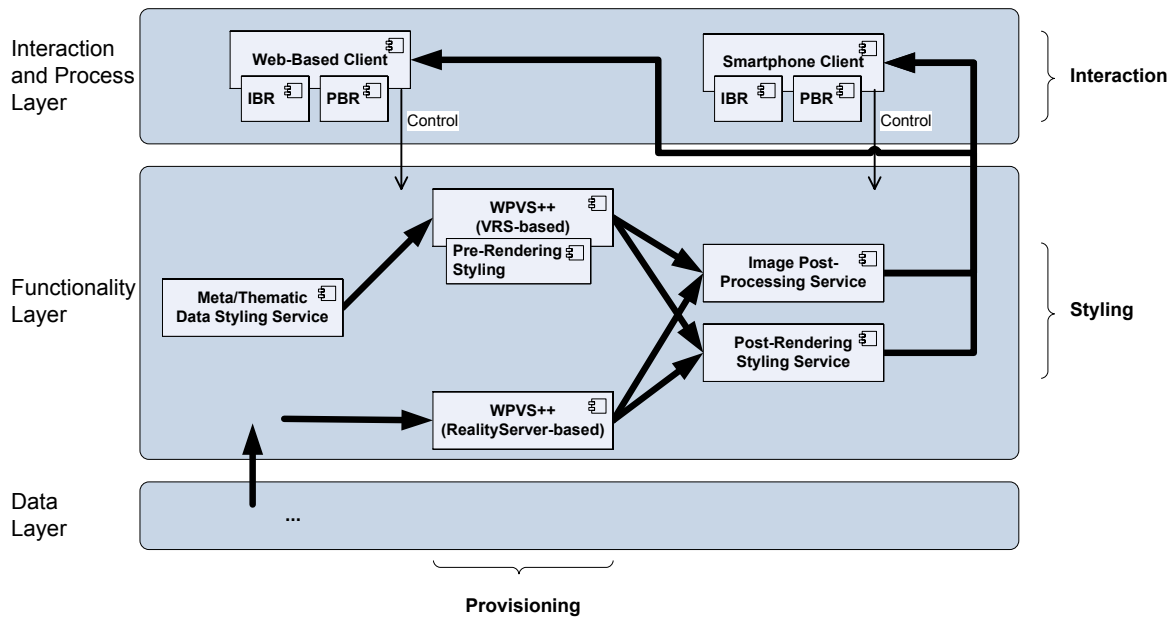 Interaction
and Process
Layer
Web-Based Client
IBR
PBR
Control
Smartphone Client
IBR
PBR
Control
Interaction
Functionality
Layer
WPVS++
(VRS-based)
Pre-Rendering
Styling
Meta/Thematic
Data Styling Service
Image Post-
Processing Service
Post-Rendering
Styling Service
WPVS++
(RealityServer-based)
Styling
Data
Layer
...
Provisioning